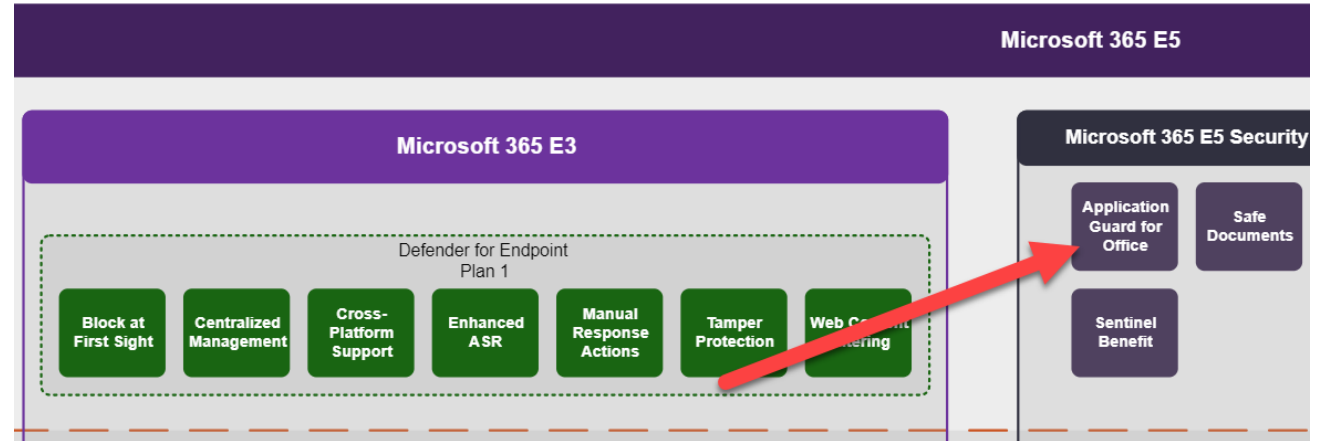 Microsoft 365 E5
Microsoft 365 E3
Microsoft 365 E5 Security
Defender for Endpoint
Plan 1
Block at
First Sight
Centralized
Management
Cross-
Platform
Support
Enhanced
ASR
Manual
Response
Actions
Tamper
Protection
Web
Application
Guard for
Office
Safe
Documents
Sentinel
Benefit